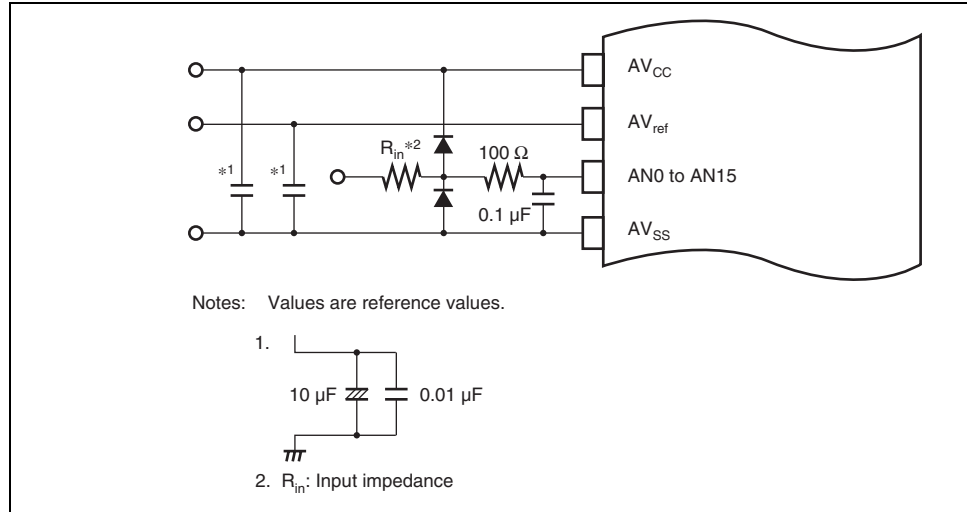 AVCC
AVref
Rin*2
100 Ω
*1
*1
AN0 to AN15
0.1 µF
AVSS
Notes: Values are reference values.
1.
10 µF
0.01 µF
2. Rin: Input impedance